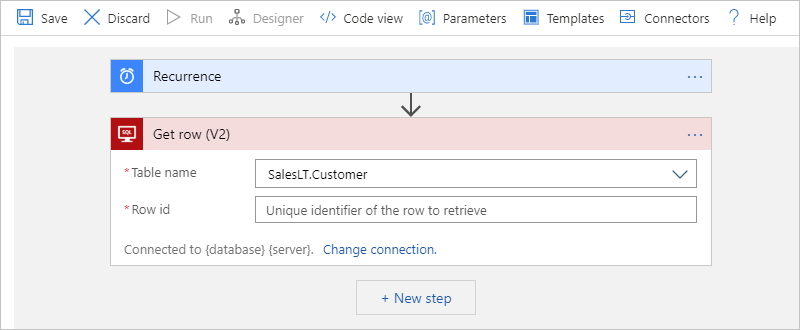 Save Discard Run Designer Code view Parameters Templates Connectors Help
Recurrence ...
SQL Get row (V2) ...
* Table name SalesLT.Customer
* Row id Unique identifier of the row to retrieve
Connected to {database} {server}. Change connection.
+ New step